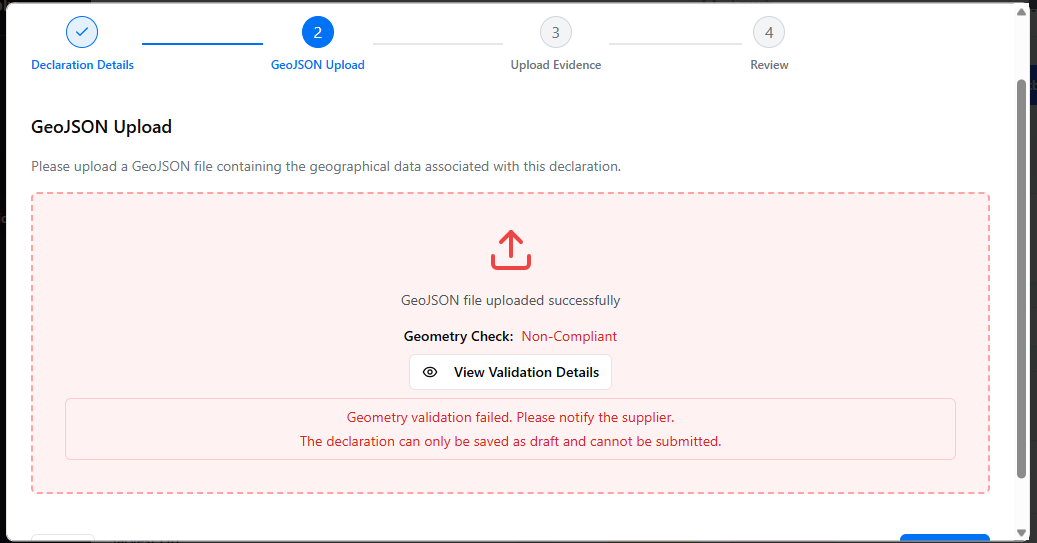 2
3
4
Declaration Details
GeoJSON Upload
Upload Evidence
Review
GeoJSON Upload
Please upload a GeoJSON file containing the geographical data associated with this declaration.
GeoJSON file uploaded successfully
Geometry Check: Non-Compliant
View Validation Details
Geometry validation failed. Please notify the supplier.
The declaration can only be saved as draft and cannot be submitted.